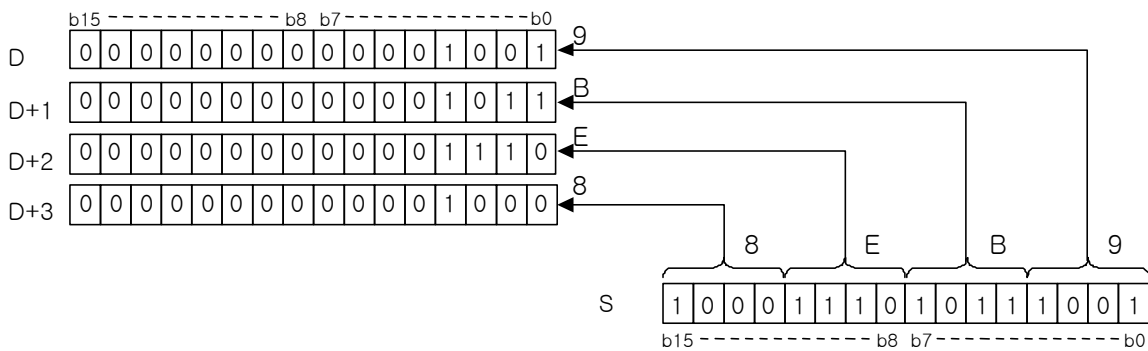 b15 b8 b7 b0
D 0 0 0 0 0 0 0 0 0 0 0 0 1 0 0 1 9
D+1 0 0 0 0 0 0 0 0 0 0 0 0 1 0 1 1 B
D+2 0 0 0 0 0 0 0 0 0 0 0 0 1 1 1 0 E
D+3 0 0 0 0 0 0 0 0 0 0 0 0 1 0 0 0 8
8 E B 9
S 1 0 0 0 1 1 1 0 1 0 1 1 1 0 0 1
b15 b8 b7 b0